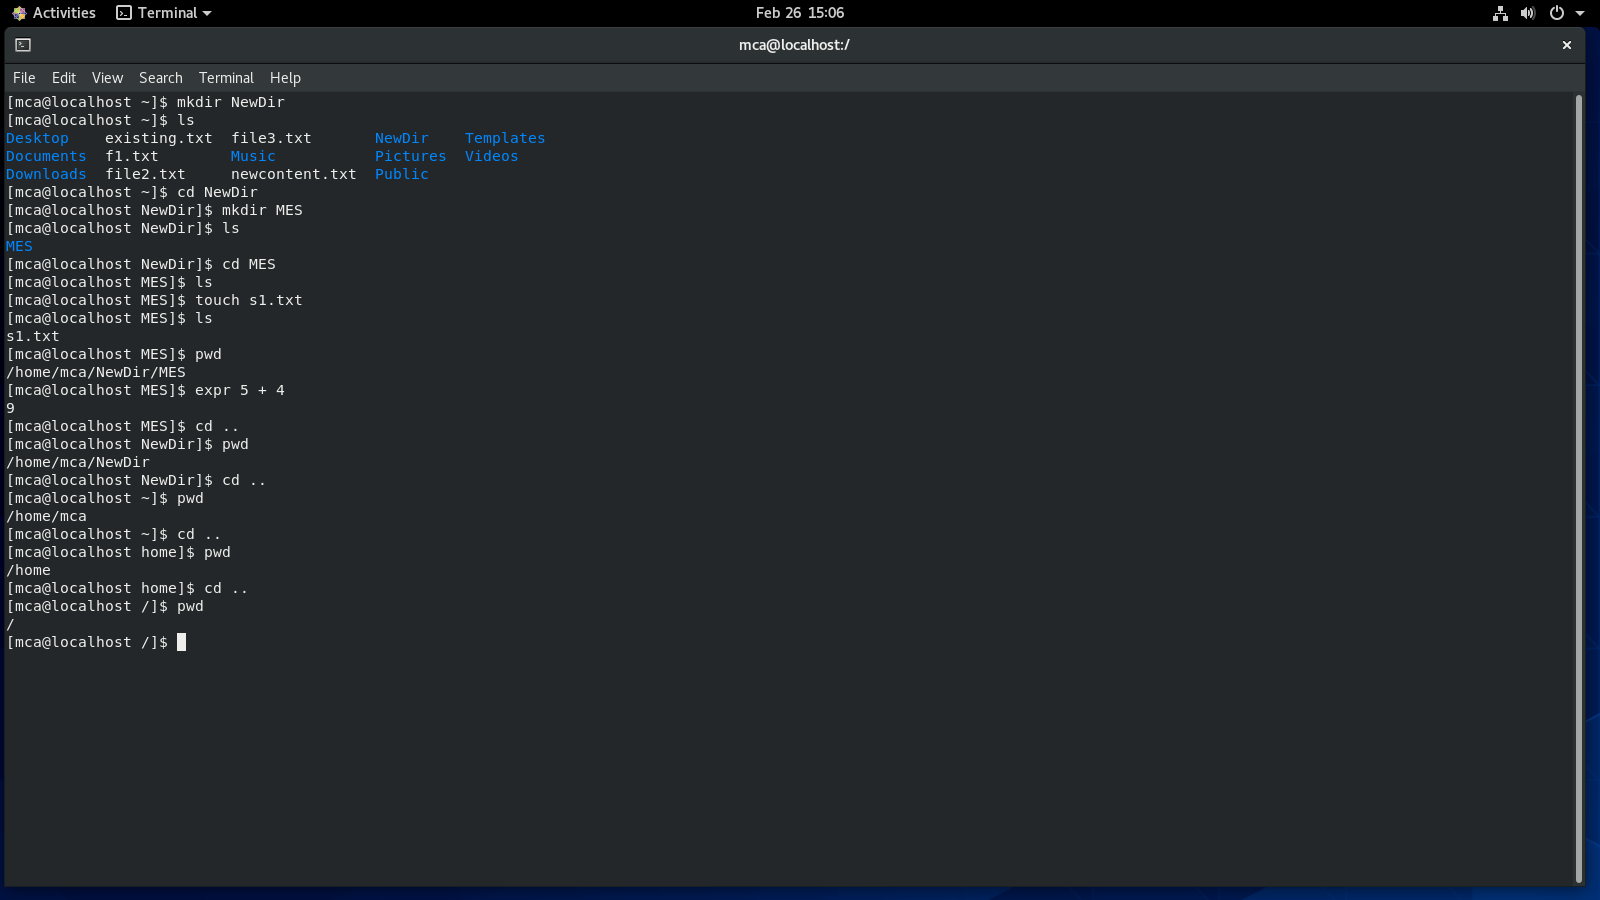 Activities Terminal Feb 26 15:06
mca@localhost:/
File Edit View Search Terminal Help
[mca@localhost ~]$ mkdir NewDir
[mca@localhost ~]$ ls
Desktop    existing.txt  file3.txt       NewDir    Templates
Documents  f1.txt        Music           Pictures  Videos
Downloads  file2.txt     newcontent.txt  Public
[mca@localhost ~]$ cd NewDir
[mca@localhost NewDir]$ mkdir MES
[mca@localhost NewDir]$ ls
MES
[mca@localhost NewDir]$ cd MES
[mca@localhost MES]$ ls
[mca@localhost MES]$ touch s1.txt
[mca@localhost MES]$ ls
s1.txt
[mca@localhost MES]$ pwd
/home/mca/NewDir/MES
[mca@localhost MES]$ expr 5 + 4
9
[mca@localhost MES]$ cd ..
[mca@localhost NewDir]$ pwd
/home/mca/NewDir
[mca@localhost NewDir]$ cd ..
[mca@localhost ~]$ pwd
/home/mca
[mca@localhost ~]$ cd ..
[mca@localhost home]$ pwd
/home
[mca@localhost home]$ cd ..
[mca@localhost /]$ pwd
/
[mca@localhost /]$